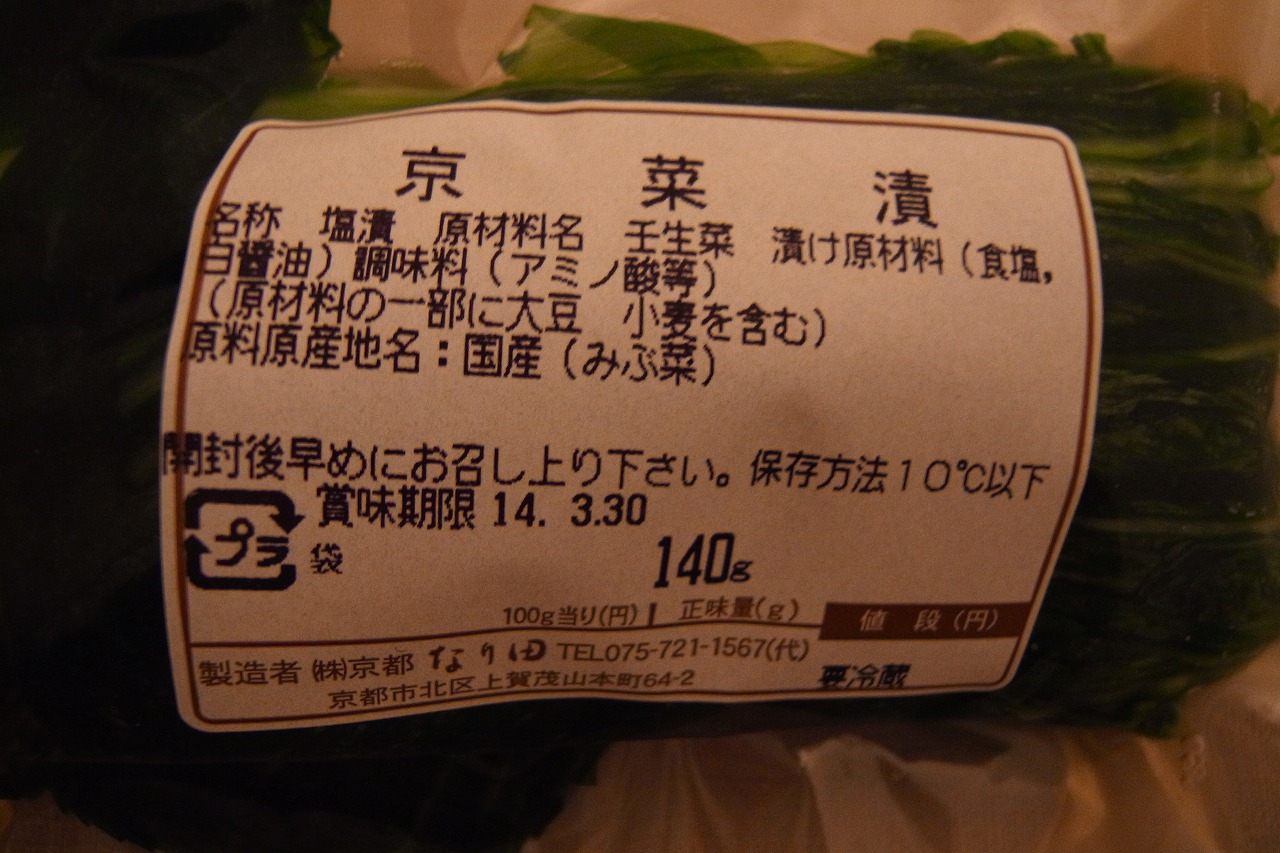 京菜漬
名称 塩漬 原材料名 壬生菜 漬け原材料(食塩,
白醤油)調味料(アミノ酸等)
(原材料の一部に大豆 小麦を含む)
原料原産地名:国産(みぶ菜)
開封後早めにお召し上り下さい。保存方法10℃以下
賞味期限 14. 3.30
プラ 袋
140g
100g当り(円) 正味量(g) 値段(円)
製造者 (株)京都 なり田 TEL075-721-1567(代)
要冷蔵
京都市北区上賀茂山本町64-2